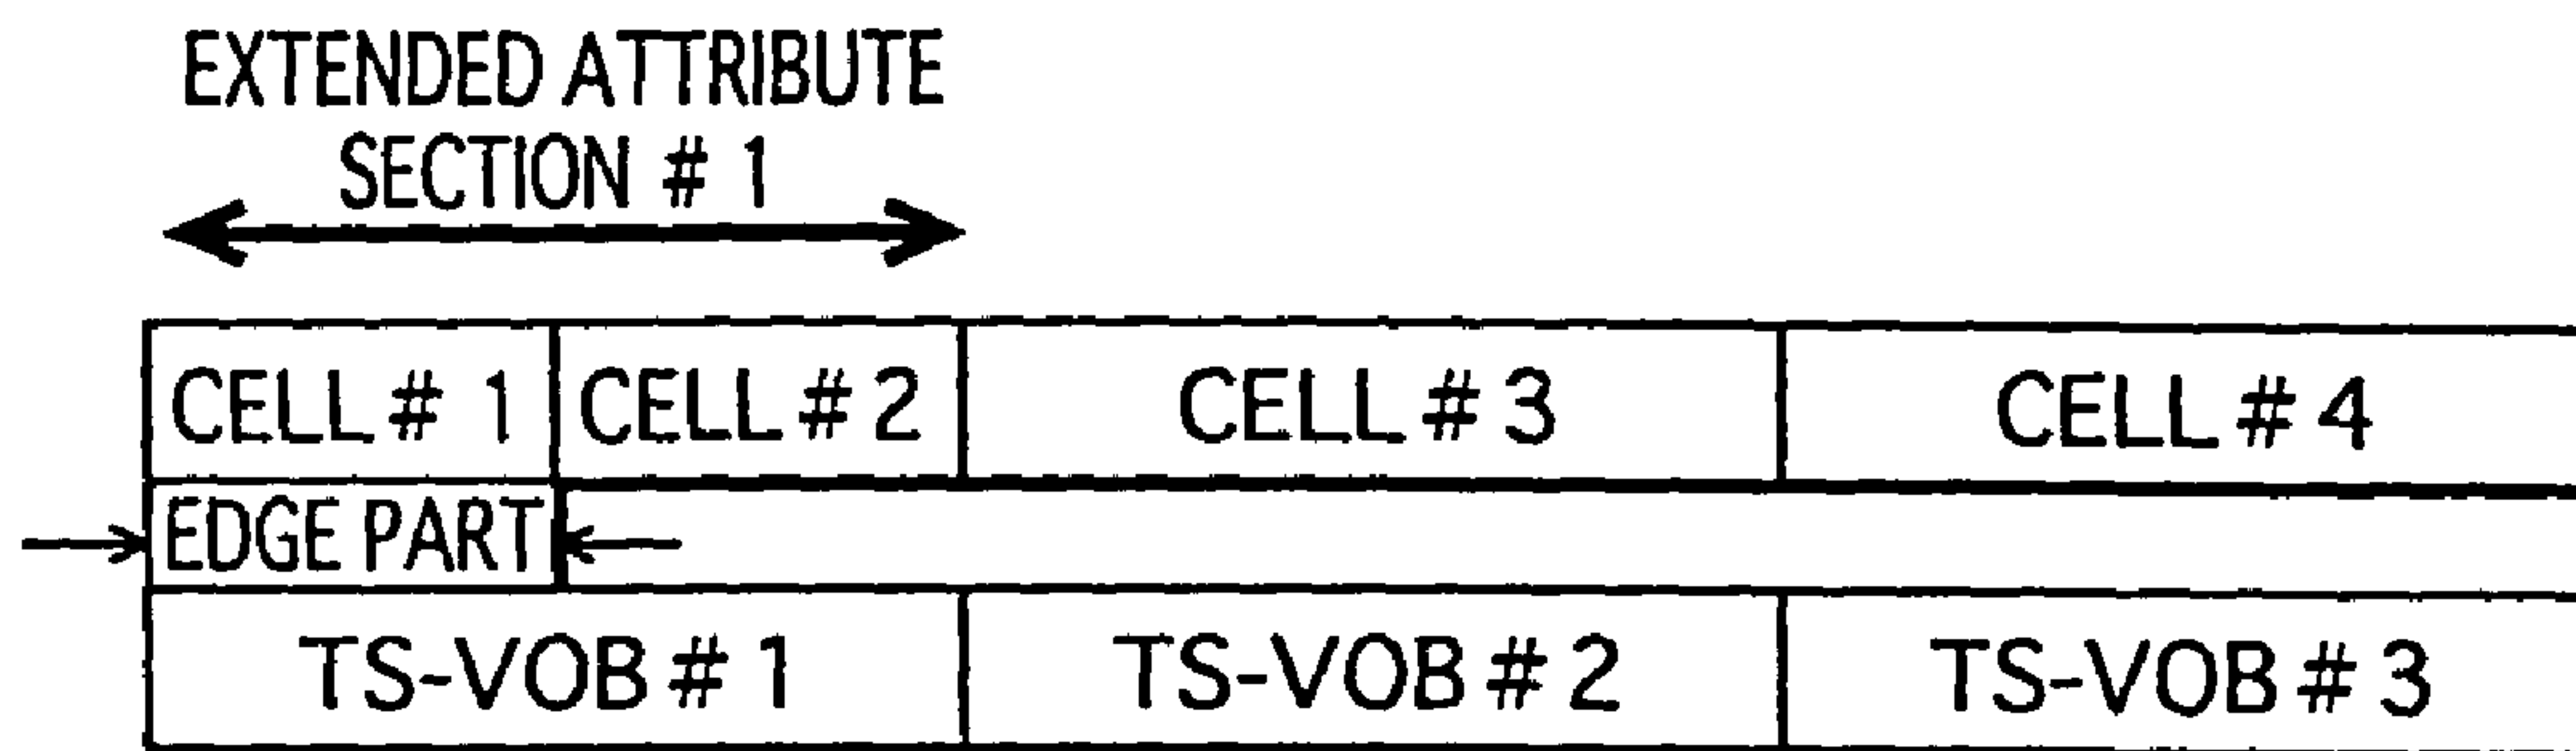 EXTENDED ATTRIBUTE
SECTION # 1
CELL # 1 CELL # 2 CELL # 3 CELL # 4
EDGE PART
TS-VOB # 1 TS-VOB # 2 TS-VOB # 3